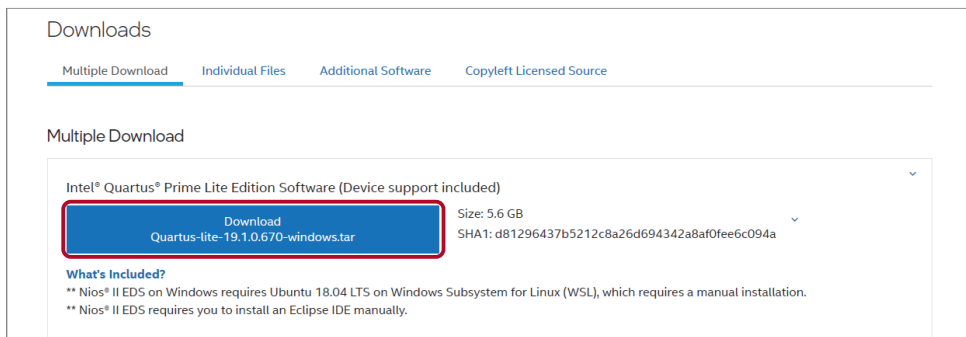 Downloads
Multiple Download Individual Files Additional Software Copyleft Licensed Source
Multiple Download
Intel® Quartus® Prime Lite Edition Software (Device support included)
Download
Quartus-lite-19.1.0.670-windows.tar
Size: 5.6 GB
SHA1: d81296437b5212c8a26d694342a8af0fee6c094a
What's Included?
** Nios® II EDS on Windows requires Ubuntu 18.04 LTS on Windows Subsystem for Linux (WSL), which requires a manual installation.
** Nios® II EDS requires you to install an Eclipse IDE manually.